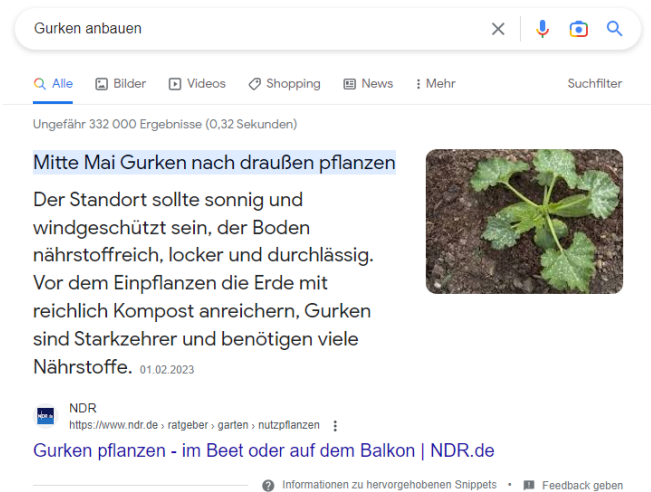 Gurken anbauen
Alle Bilder Videos Shopping News Mehr Suchfilter
Ungefähr 332 000 Ergebnisse (0,32 Sekunden)
Mitte Mai Gurken nach draußen pflanzen
Der Standort sollte sonnig und
windgeschützt sein, der Boden
nährstoffreich, locker und durchlässig.
Vor dem Einpflanzen die Erde mit
reichlich Kompost anreichern, Gurken
sind Starkzehrer und benötigen viele
Nährstoffe. 01.02.2023
NDR
NDR.de
https://www.ndr.de › ratgeber › garten › nutzpflanzen
Gurken pflanzen - im Beet oder auf dem Balkon | NDR.de
Informationen zu hervorgehobenen Snippets • Feedback geben